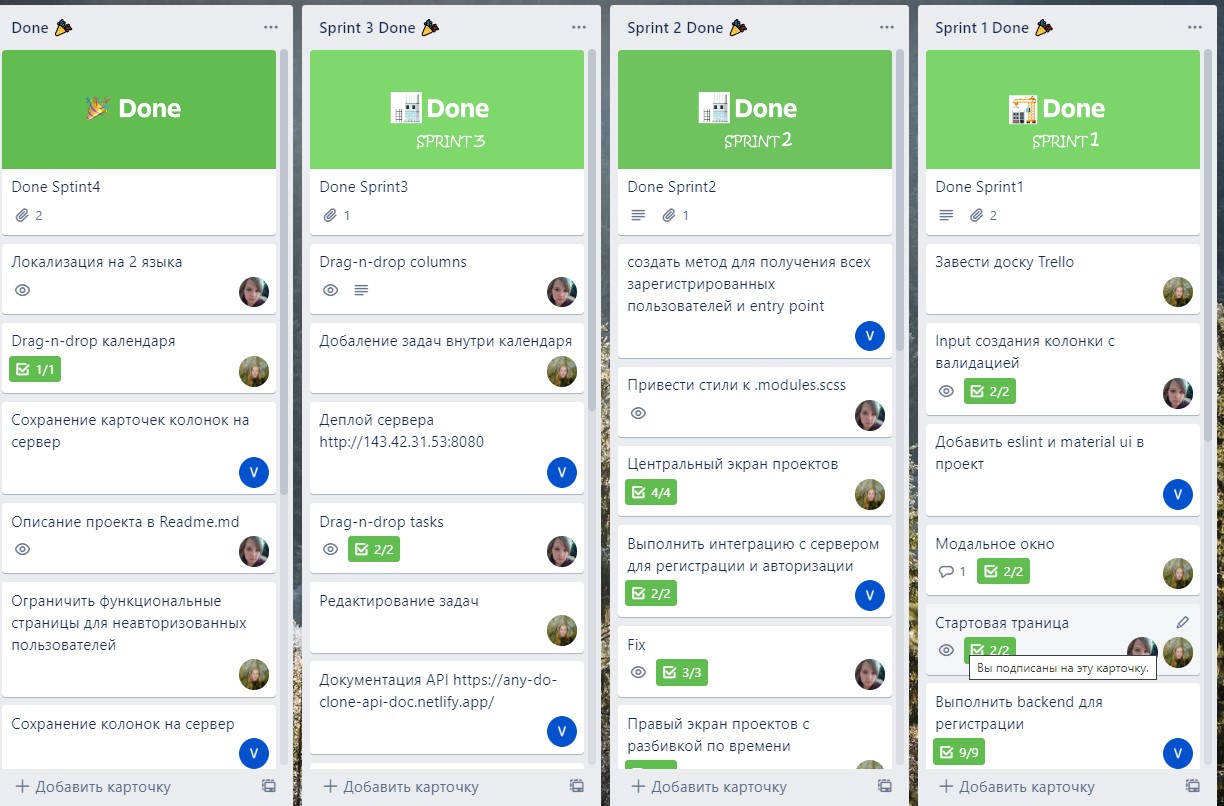 Done
Done
Done Sptint4
2
Локализация на 2 языка
Drag-n-drop календаря
1/1
Сохранение карточек колонок на
сервер
V
Описание проекта в Readme.md
Ограничить функциональные
страницы для неавторизованных
пользователей
Сохранение колонок на сервер
V
Добавить карточку
Sprint 3 Done
Done
SPRINT 3
Done Sprint3
1
Drag-n-drop columns
Добаление задач внутри календаря
Деплой сервера
http://143.42.31.53:8080
V
Drag-n-drop tasks
2/2
Редактирование задач
Документация API https://any-do-
clone-api-doc.netlify.app/
V
Добавить карточку
Sprint 2 Done
Done
SPRINT 2
Done Sprint2
1
создать метод для получения всех
зарегистрированных
пользователей и entry point
V
Привести стили к .modules.scss
Центральный экран проектов
4/4
Выполнить интеграцию с сервером
для регистрации и авторизации
2/2
V
Fix
3/3
Правый экран проектов с
разбивкой по времени
Добавить карточку
Sprint 1 Done
Done
SPRINT 1
Done Sprint1
2
Завести доску Trello
Input создания колонки с
валидацией
2/2
Добавить eslint и material ui в
проект
V
Модальное окно
1
2/2
Стартовая траница
2/2
Вы подписаны на эту карточку.
Выполнить backend для
регистрации
9/9
V
Добавить карточку